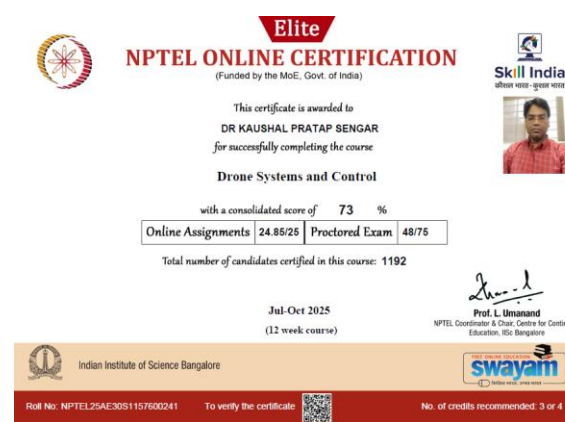 Elite
NPTEL ONLINE CERTIFICATION
(Funded by the MoE, Govt. of India)
Skill India
कौशल भारत - कुशल भारत
This certificate is awarded to
DR KAUSHAL PRATAP SENGAR
for successfully completing the course
Drone Systems and Control
with a consolidated score of 73 %
Online Assignments 24.85/25 Proctored Exam 48/75
Total number of candidates certified in this course: 1192
Jul-Oct 2025
(12 week course)
Prof. L. Umanand
NPTEL Coordinator & Chair, Centre for Conti
Education, IISc Bangalore
Indian Institute of Science Bangalore
FREE ONLINE EDUCATION
swayam
Roll No: NPTEL25AE30S1157600241 To verify the certificate No. of credits recommended: 3 or 4